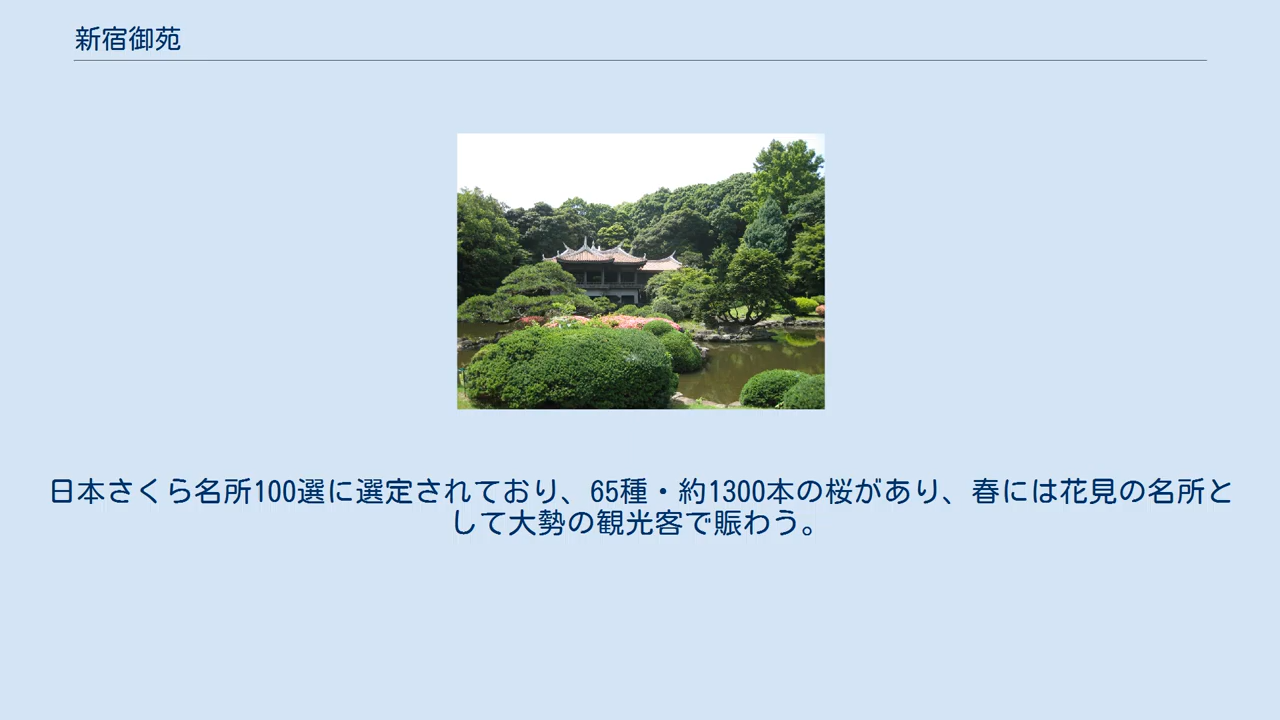 新宿御苑
日本さくら名所100選に選定されており、65種・約1300本の桜があり、春には花見の名所と
して大勢の観光客で賑わう。